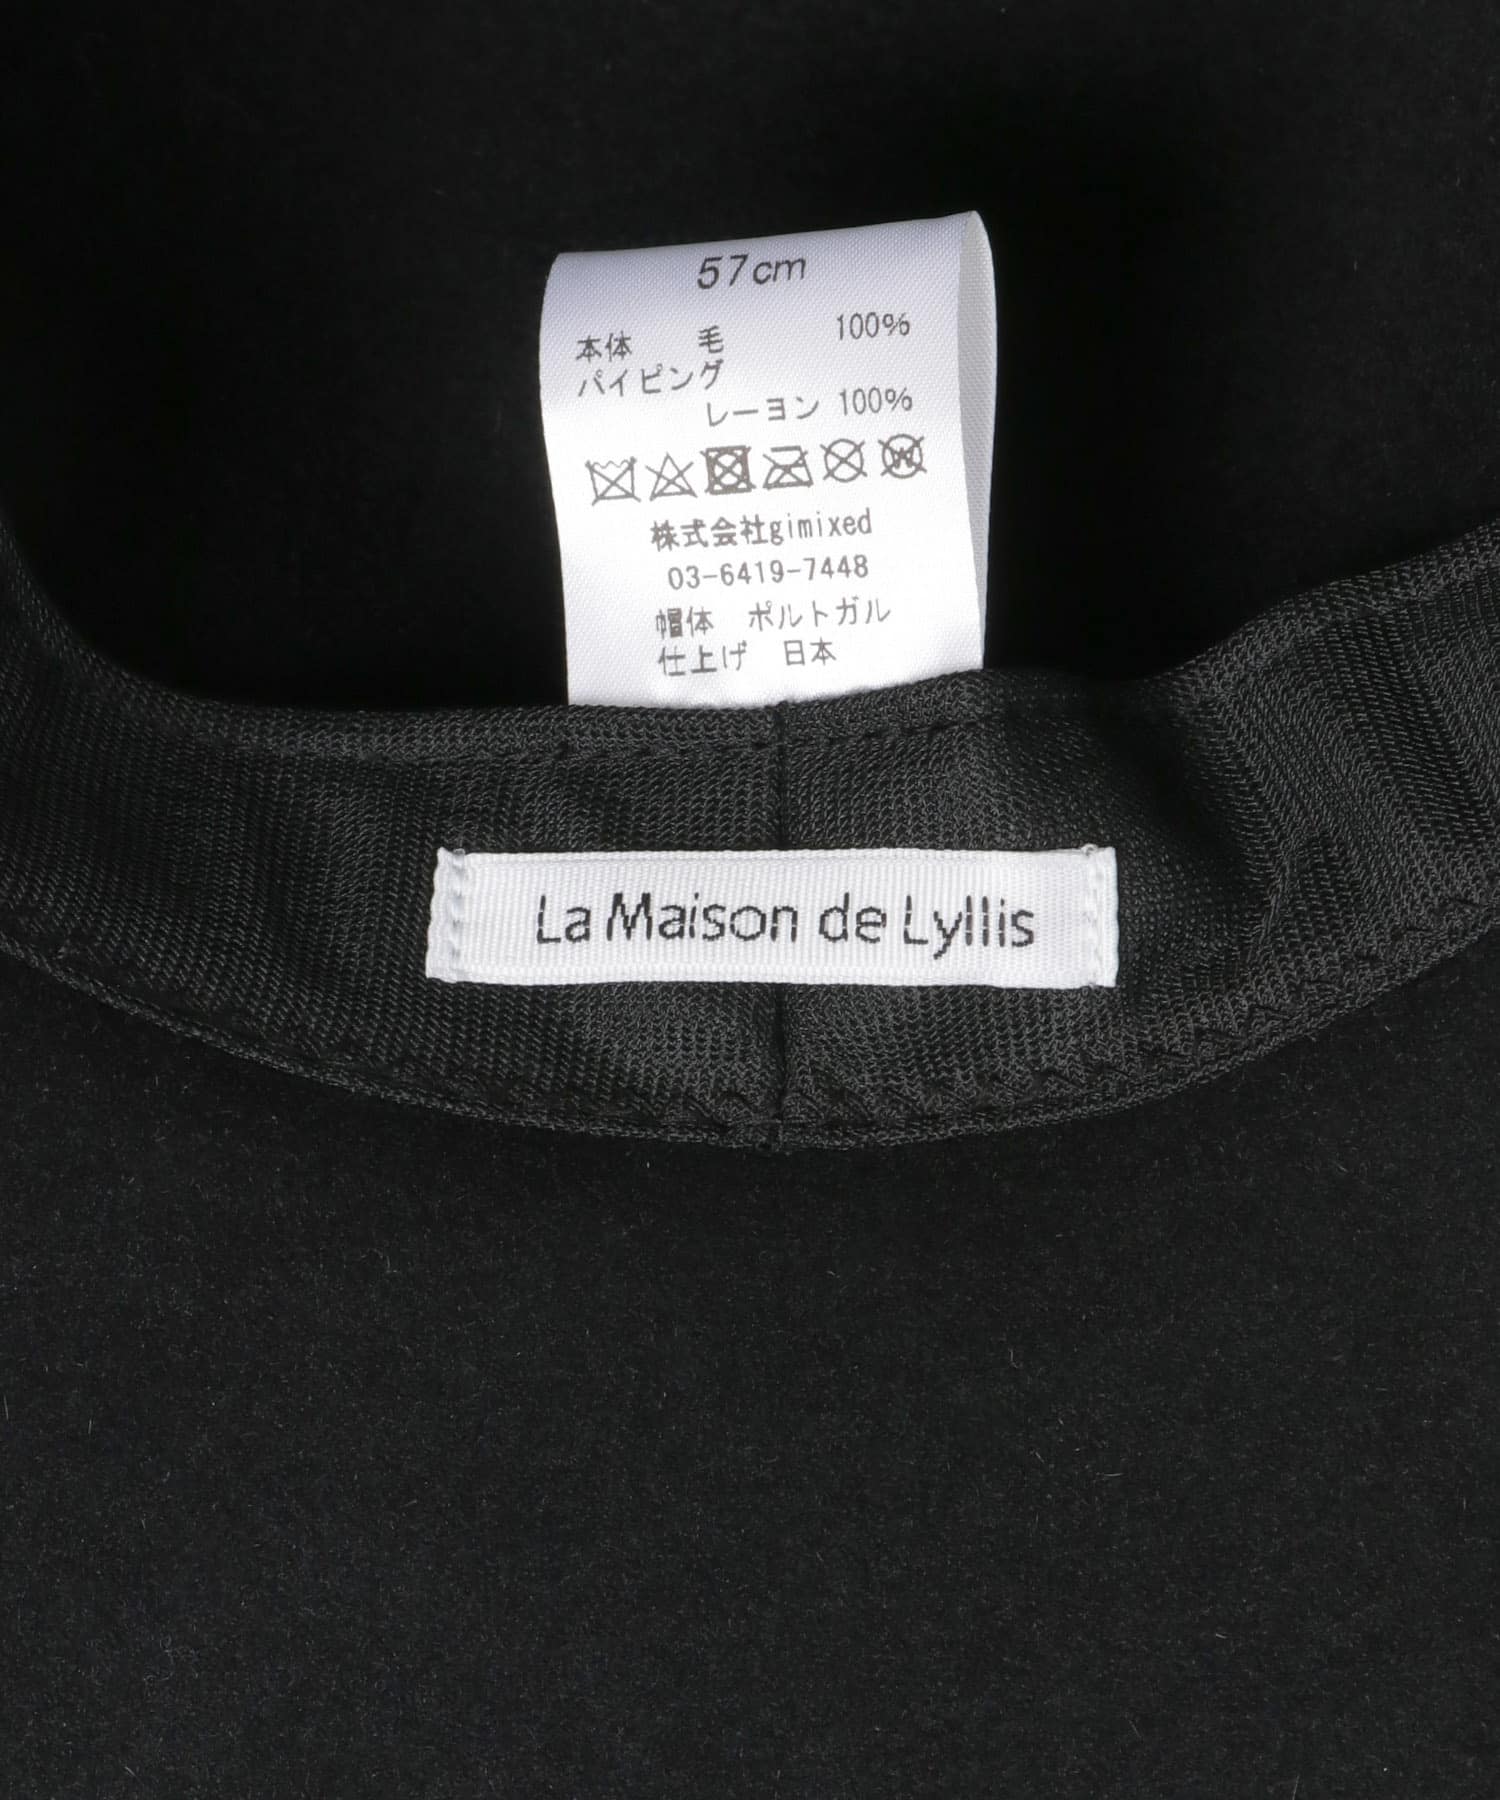 57cm
本体 毛 100%
パイピング
レーヨン 100%
W
株式会社gimixed
03-6419-7448
帽体 ポルトガル
仕上げ 日本
La Maison de Lyllis